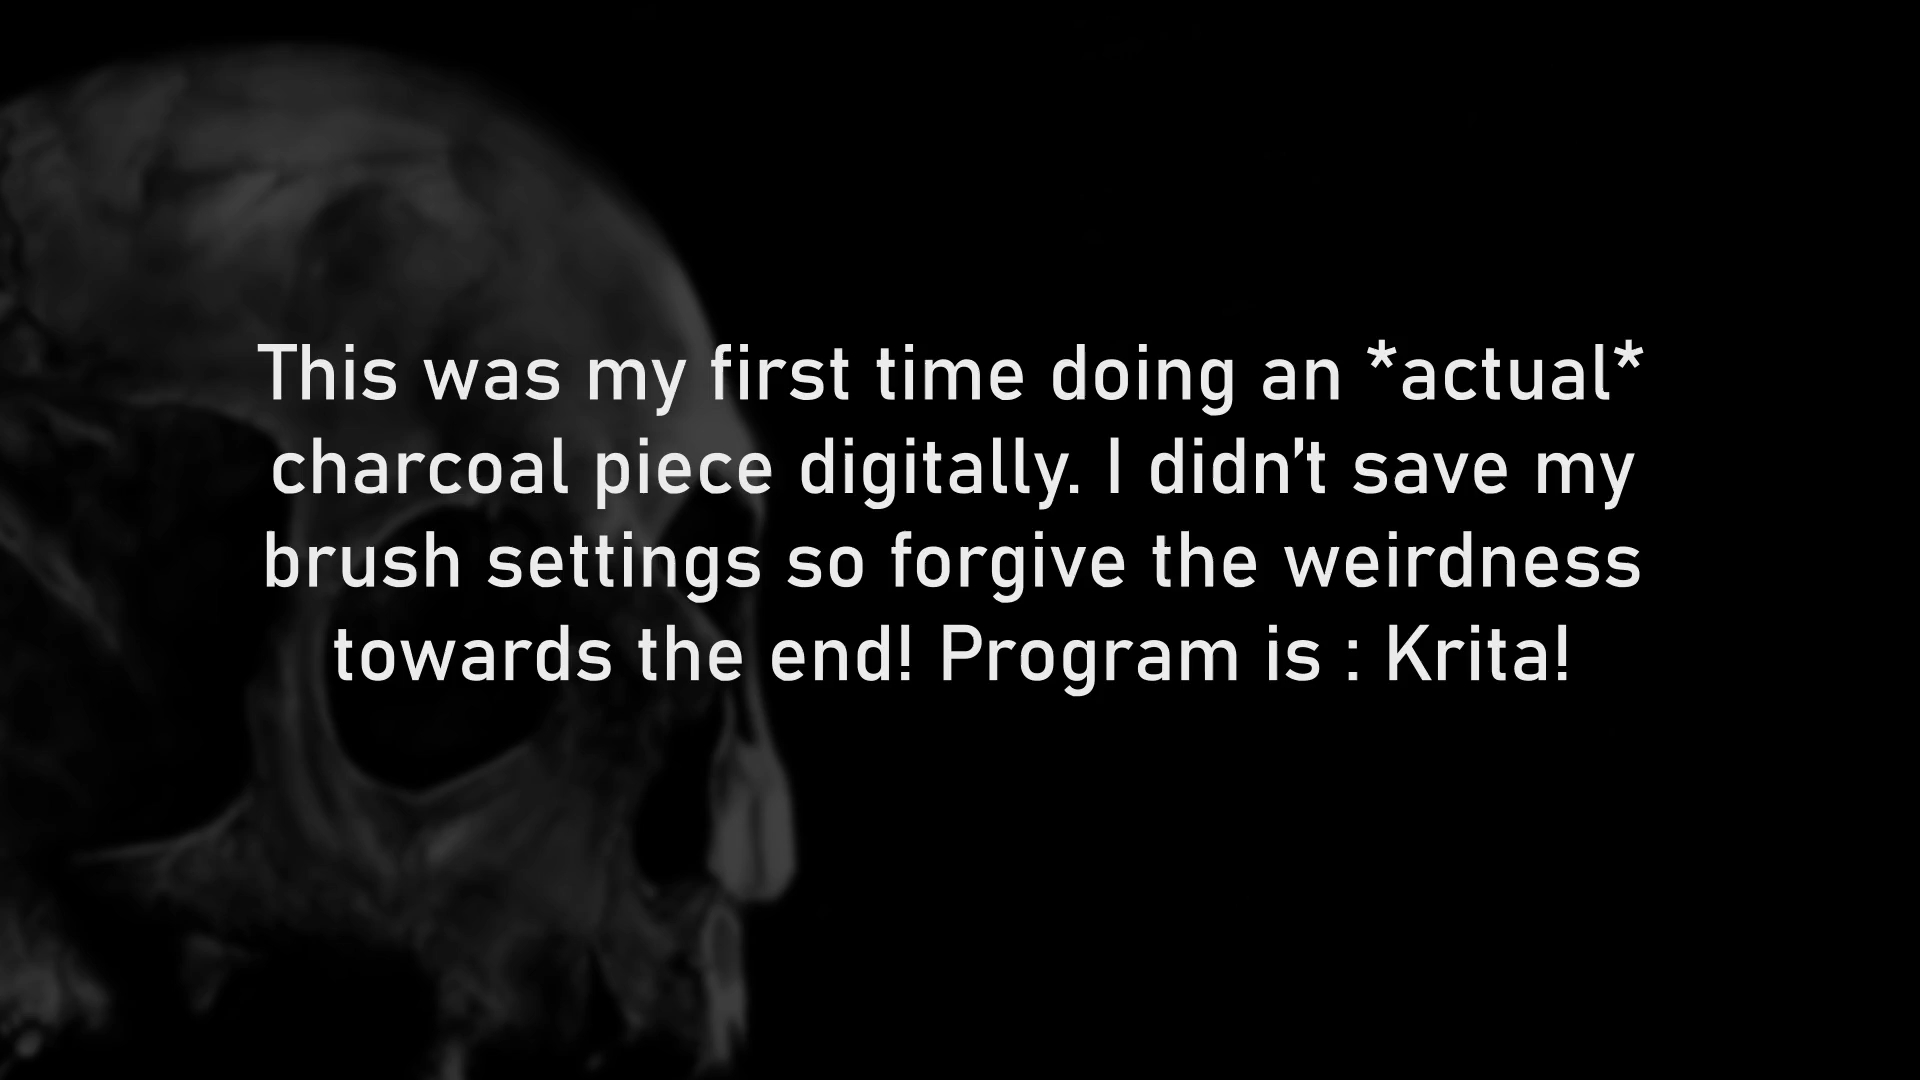 This was my first time doing an *actual*
charcoal piece digitally. I didn’t save my
brush settings so forgive the weirdness
towards the end! Program is : Krita!